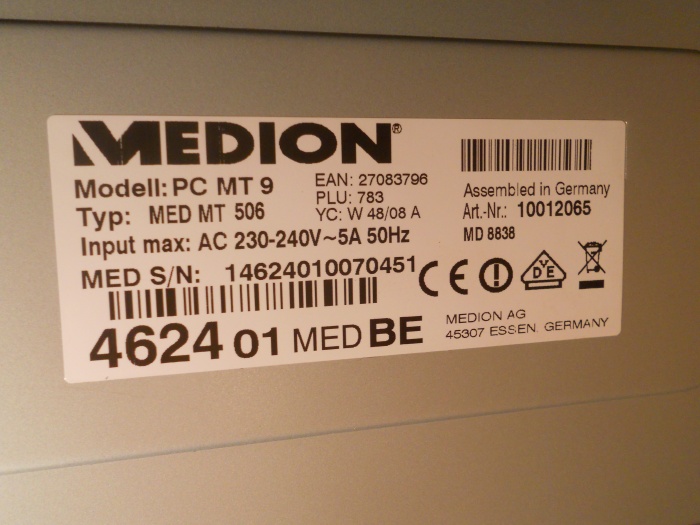 MEDION®
Modell: PC MT 9
EAN: 27083796
PLU: 783
Typ: MED MT 506
YC: W 48/08 A
Input max: AC 230-240V~5A 50Hz
MED S/N: 14624010070451
4624 01 MED BE
Assembled in Germany
Art.-Nr.: 10012065
MD 8838
CE
DVE
MEDION AG
45307 ESSEN, GERMANY